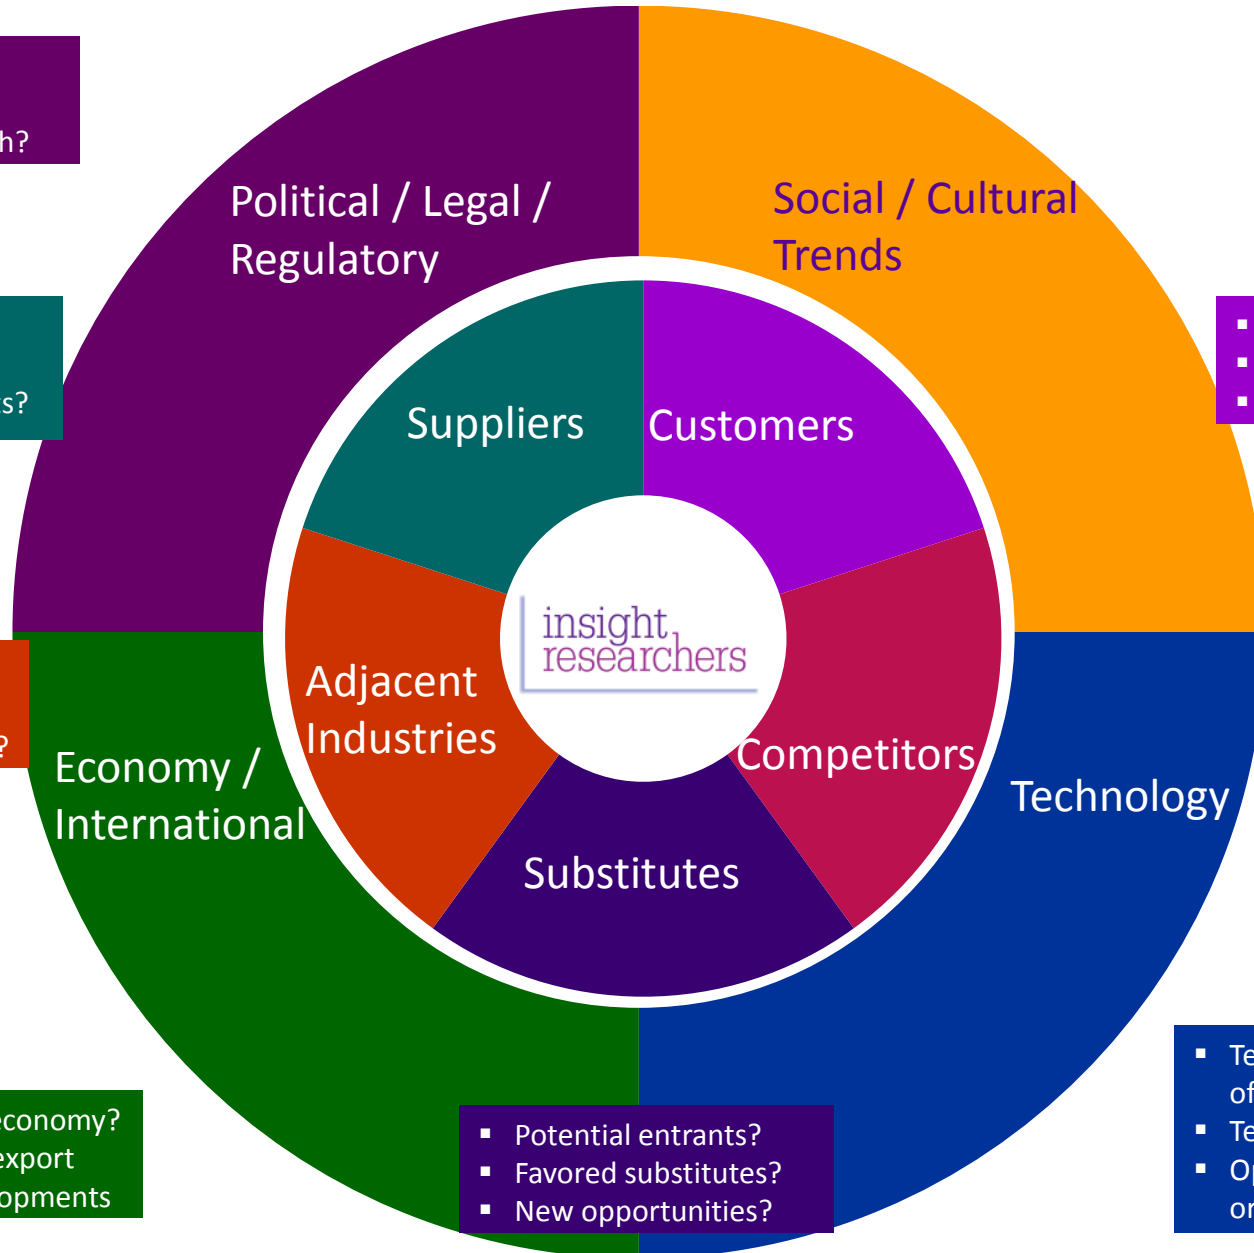 Political / Legal /
Regulatory
Social / Cultural
Trends
Suppliers
Customers
insight
researchers
Adjacent
Industries
Competitors
Economy /
International
Technology
Substitutes
economy?
export
▪ Potential entrants?
▪ Favored substitutes?
▪ New opportunities?